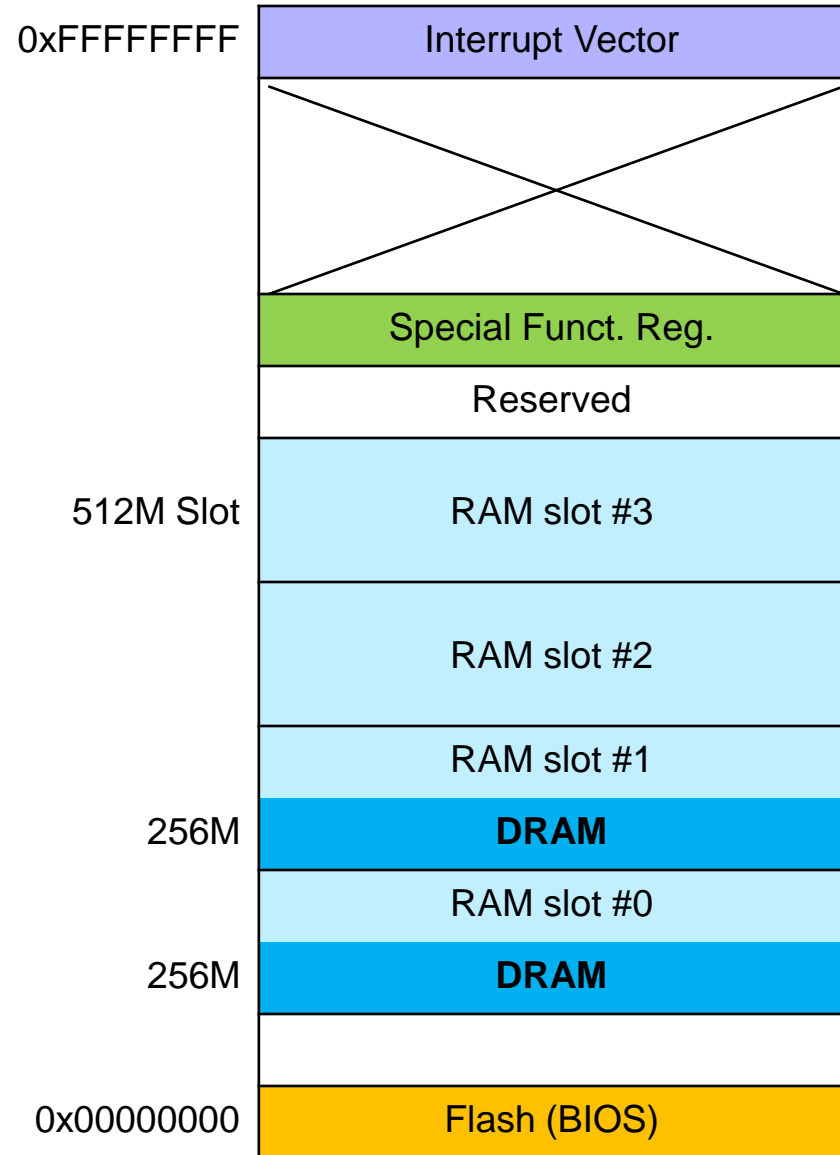 0xFFFFFFFF Interrupt Vector
Special Funct. Reg.
Reserved
512M Slot RAM slot #3
RAM slot #2
RAM slot #1
256M DRAM
RAM slot #0
256M DRAM
0x00000000 Flash (BIOS)